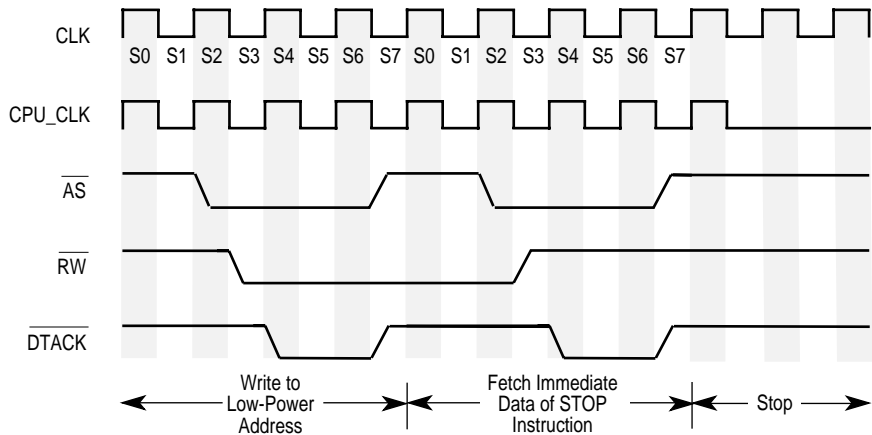 CLK
S0 S1 S2 S3 S4 S5 S6 S7 S0 S1 S2 S3 S4 S5 S6 S7
CPU_CLK
AS
RW
DTACK
Write to
Low-Power
Address
Fetch Immediate
Data of STOP
Instruction
Stop